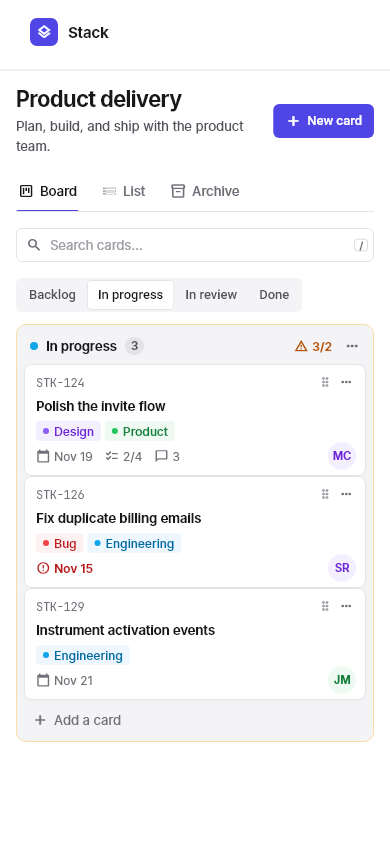 Stack
Product delivery
Plan, build, and ship with the product
team.
New card
Board
List
Archive
Search cards...
/
Backlog
In progress
In review
Done
In progress
3
3/2
STK-124
Polish the invite flow
Design
Product
Nov 19
2/4
3
MC
STK-126
Fix duplicate billing emails
Bug
Engineering
Nov 15
SR
STK-129
Instrument activation events
Engineering
Nov 21
JM
Add a card